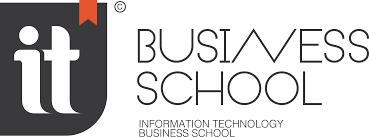 it
©
BUSINESS
SCHOOL
INFORMATION TECHNOLOGY
BUSINESS SCHOOL